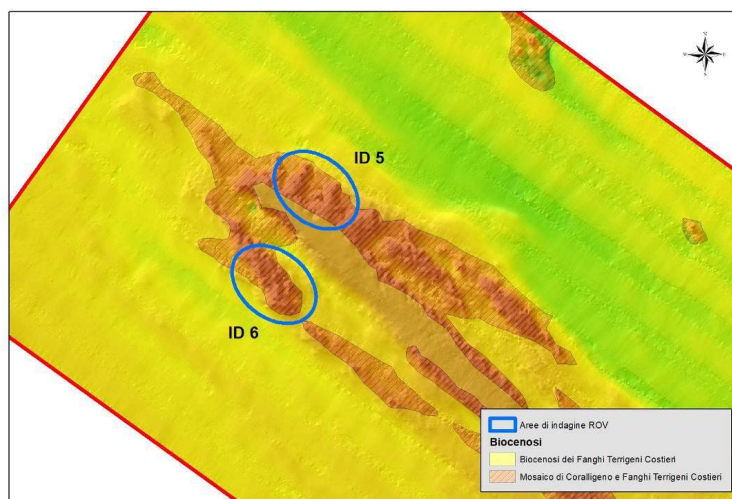 ID 5
ID 6
Aree di indagine ROV
Biocenosi
Biocenosi dei Fanghi Terrigeni Costieri
Mosaico di Coralligeno e Fanghi Terrigeni Costieri